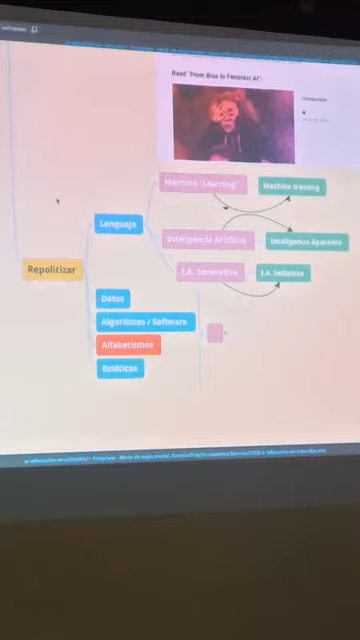 Read "From Bias to Feminist AI":
Machine "Learning"
Machine training
Lenguaje
Inteligencia Artificial
Inteligencia Aparente
Repolitizar
I.A. Generativa
I.A. Imitativa
Datos
Algoritmos / Software
Alfabetismos
Estéticas